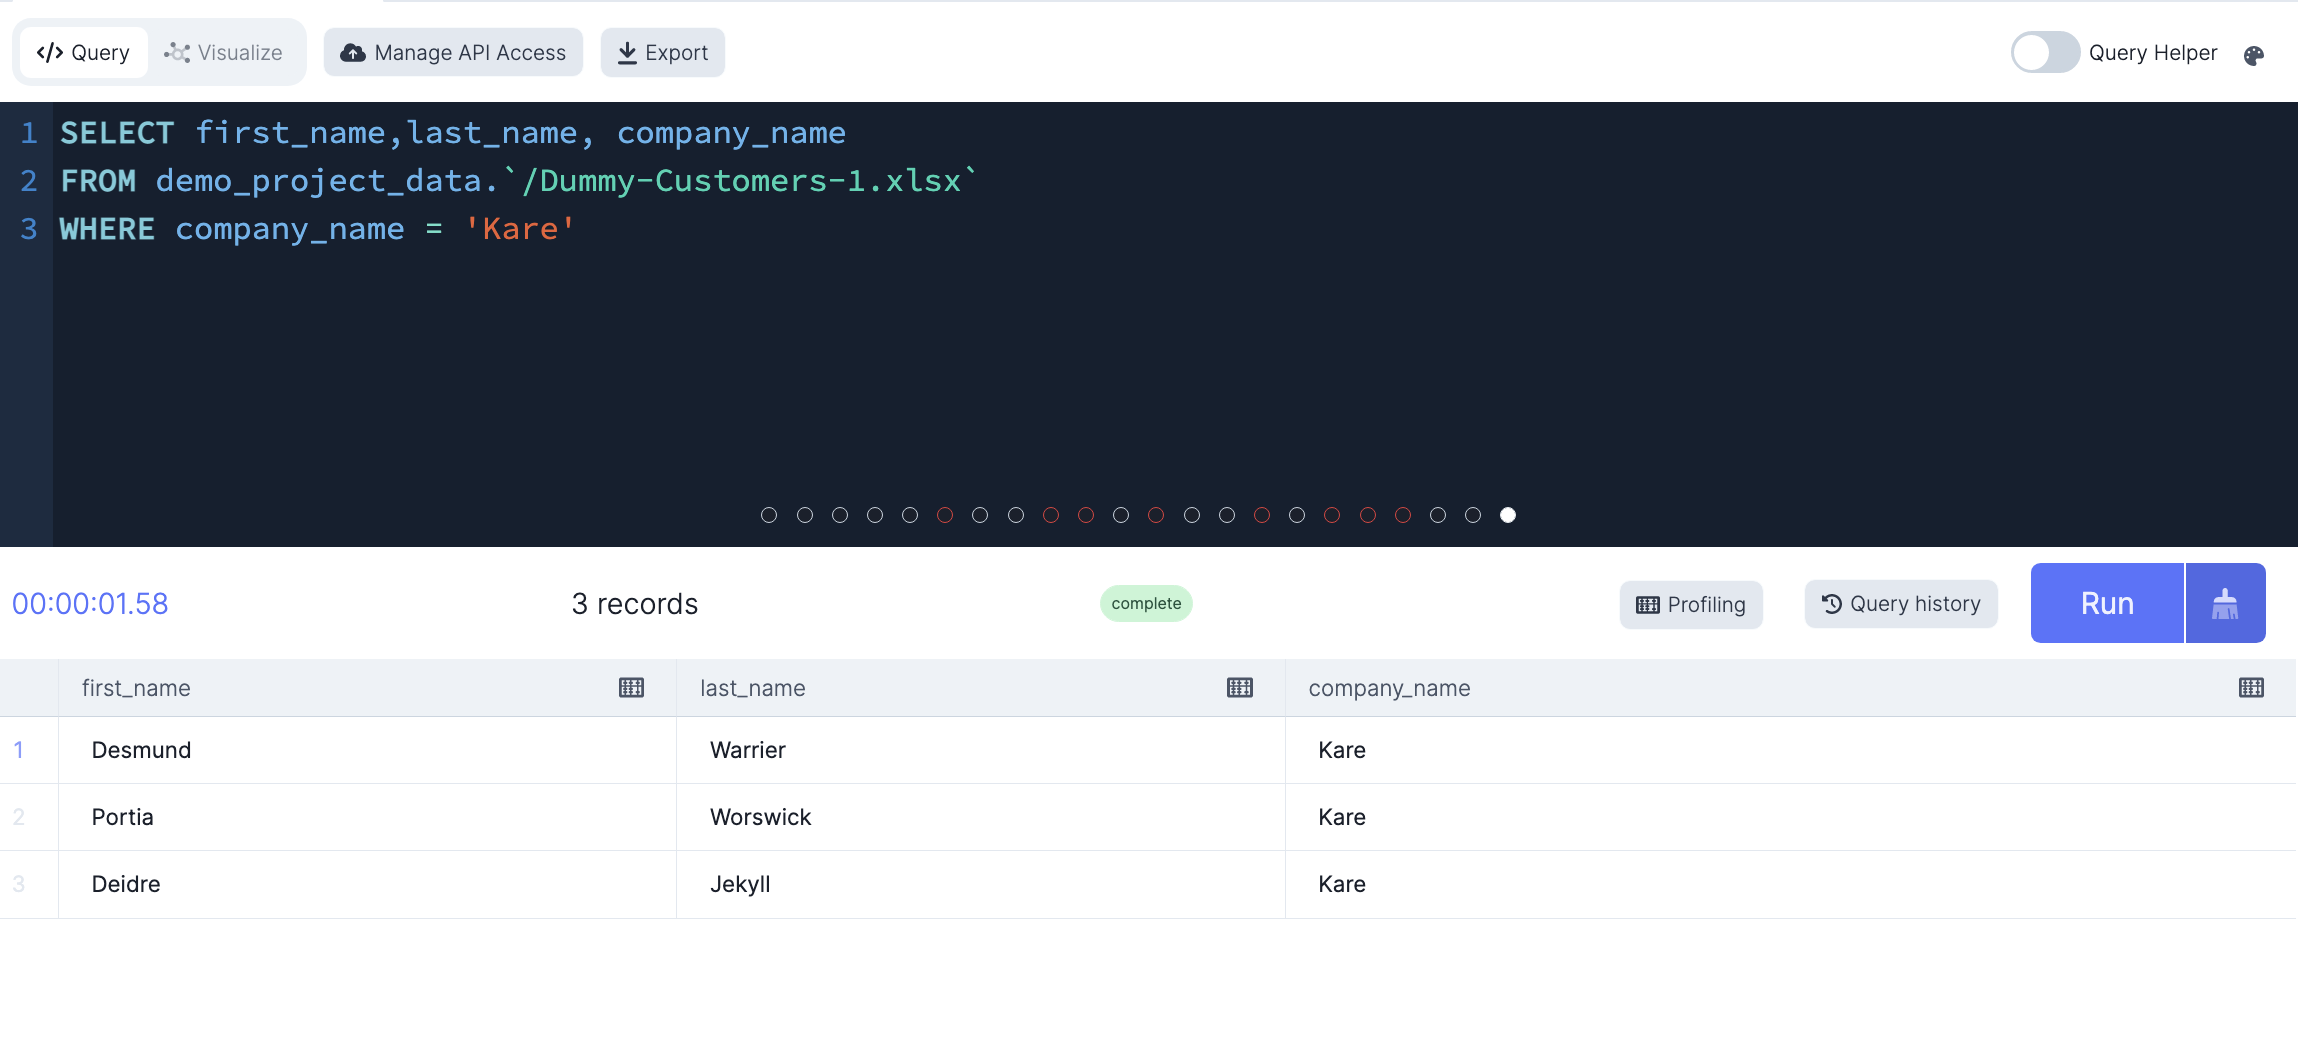 </> Query Visualize Manage API Access Export Query Helper
1 SELECT first_name,last_name, company_name
2 FROM demo_project_data.`/Dummy-Customers-1.xlsx`
3 WHERE company_name = 'Kare'
00:00:01.58 3 records complete Profiling Query history Run
first_name last_name company_name
1 Desmund Warrier Kare
2 Portia Worswick Kare
3 Deidre Jekyll Kare